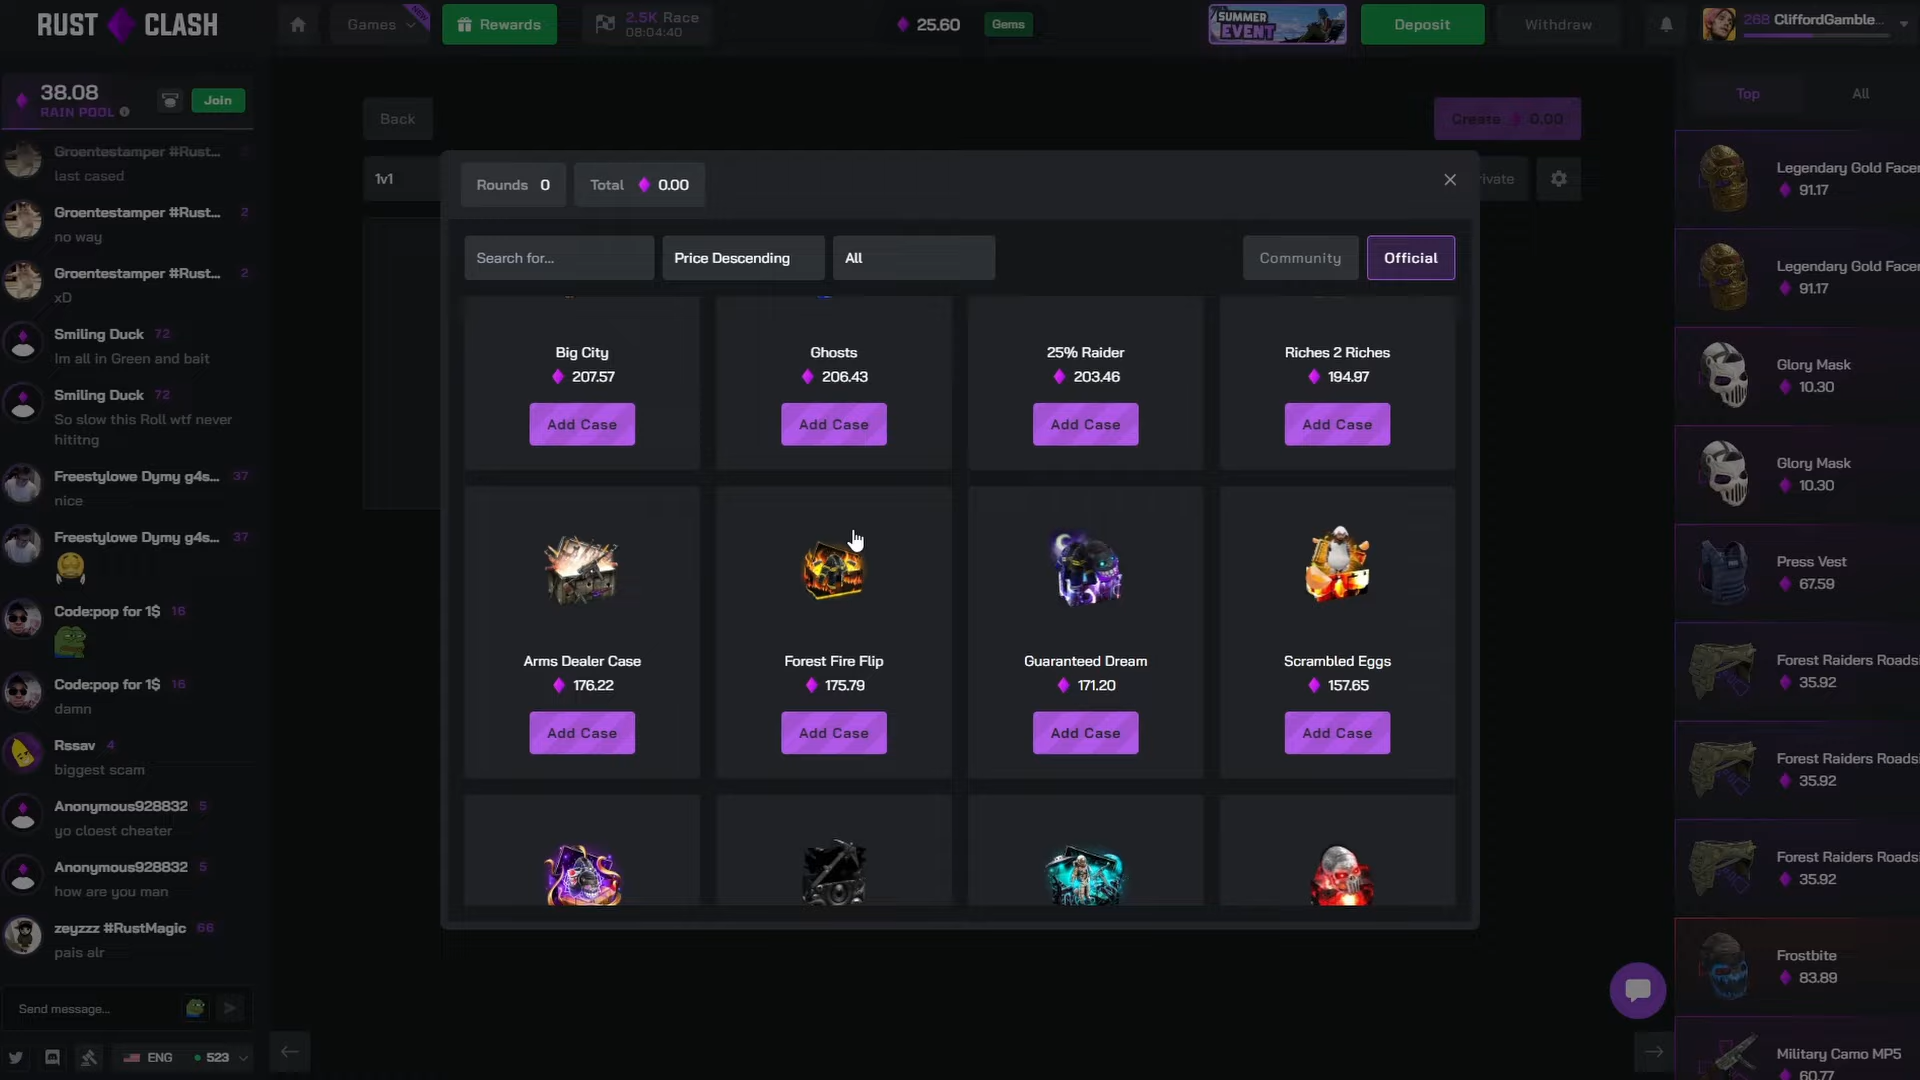 RUST CLASH
Games
NEW
Rewards
2.5K Race
08:04:40
25.60
Gems
SUMMER
EVENT
Deposit
Withdraw
268 CliffordGamble...
38.08
RAIN POOL
Join
Groentestamper #Rust... 2
last cased
Groentestamper #Rust... 2
no way
Groentestamper #Rust... 2
xD
Smiling Duck 72
Im all in Green and bait
Smiling Duck 72
So slow this Roll wtf never
hititng
Freestylowe Dymy g4s... 37
nice
Freestylowe Dymy g4s... 37
Code:pop for 1$ 16
Code:pop for 1$ 16
damn
Rssav 4
biggest scam
Anonymous928832 5
yo cloest cheater
Anonymous928832 5
how are you man
zeyzzz #RustMagic 66
pais alr
Send message...
ENG
523
Back
Create 0.00
1v1
rivate
Rounds 0
Total 0.00
Search for...
Price Descending
All
Community
Official
Big City
207.57
Add Case
Ghosts
206.43
Add Case
25% Raider
203.46
Add Case
Riches 2 Riches
194.97
Add Case
Arms Dealer Case
176.22
Add Case
Forest Fire Flip
175.79
Add Case
Guaranteed Dream
171.20
Add Case
Scrambled Eggs
157.65
Add Case
Top
All
Legendary Gold Facer
91.17
Legendary Gold Facer
91.17
Glory Mask
10.30
Glory Mask
10.30
Press Vest
67.59
Forest Raiders Roadsi
35.92
Forest Raiders Roadsi
35.92
Forest Raiders Roadsi
35.92
Frostbite
83.89
Military Camo MP5
60.77